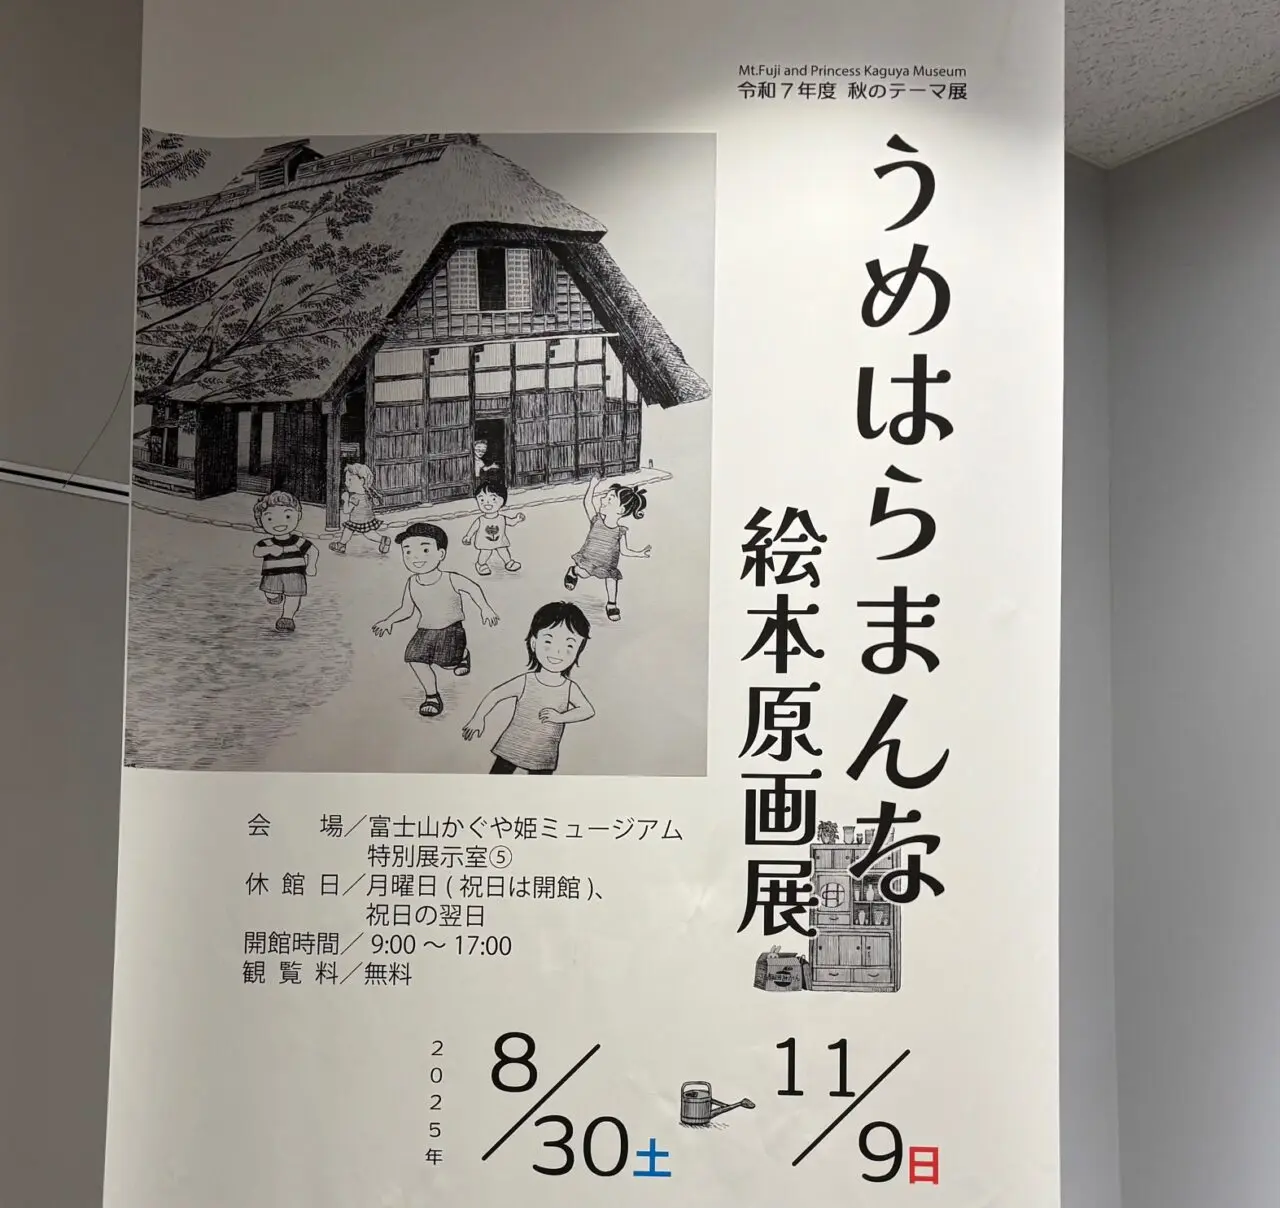 Mt.Fuji and Princess Kaguya Museum
令和7年度 秋のテーマ展
うめはらまんな
絵本原画展
会場／富士山かぐや姫ミュージアム
特別展示室⑤
休館日／月曜日(祝日は開館)、
祝日の翌日
開館時間／9:00〜17:00
観覧料／無料
2025年
8/30土
11/9日